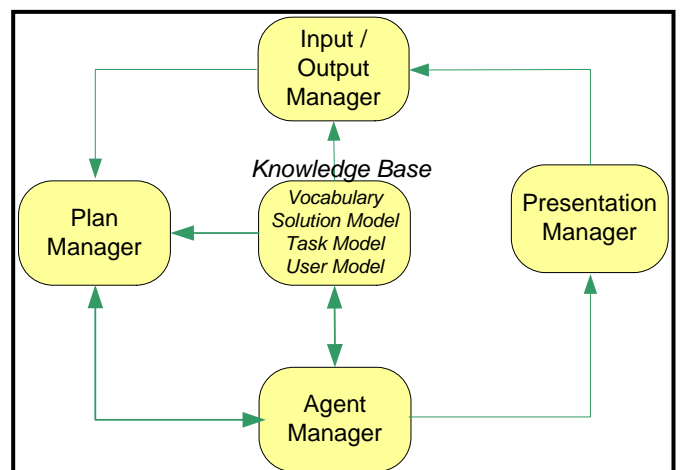 Input /
Output
Manager
Knowledge Base
Vocabulary
Solution Model
Task Model
User Model
Plan
Manager
Presentation
Manager
Agent
Manager